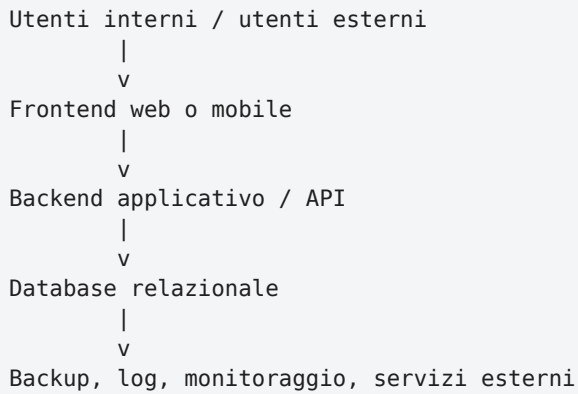 Utenti interni / utenti esterni
|
v
Frontend web o mobile
|
v
Backend applicativo / API
|
v
Database relazionale
|
v
Backup, log, monitoraggio, servizi esterni